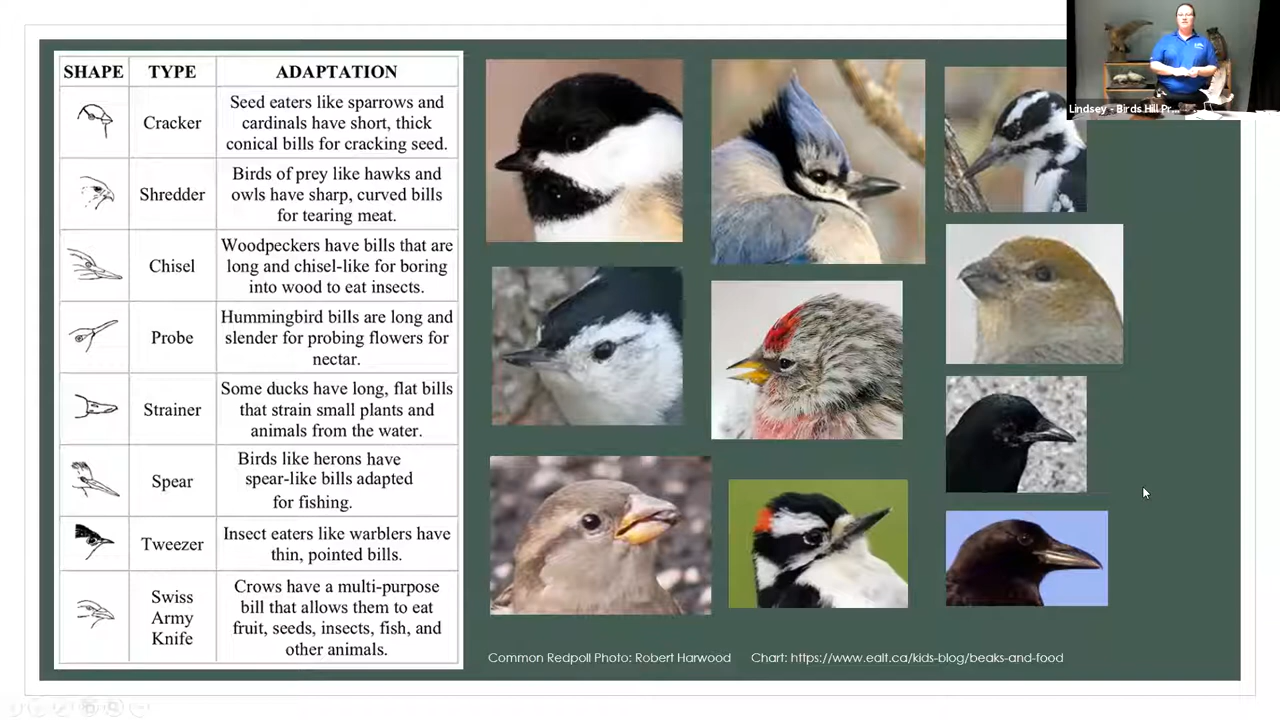 SHAPE TYPE ADAPTATION
Cracker
Seed eaters like sparrows and
cardinals have short, thick
conical bills for cracking seed.
Shredder
Birds of prey like hawks and
owls have sharp, curved bills
for tearing meat.
Chisel
Woodpeckers have bills that are
long and chisel-like for boring
into wood to eat insects.
Probe
Hummingbird bills are long and
slender for probing flowers for
nectar.
Strainer
Some ducks have long, flat bills
that strain small plants and
animals from the water.
Spear
Birds like herons have
spear-like bills adapted
for fishing.
Tweezer
Insect eaters like warblers have
thin, pointed bills.
Swiss
Army
Knife
Crows have a multi-purpose
bill that allows them to eat
fruit, seeds, insects, fish, and
other animals.
Lindsey - Birds Hill Pr...
Common Redpoll Photo: Robert Harwood
Chart: https://www.ealt.ca/kids-blog/beaks-and-food